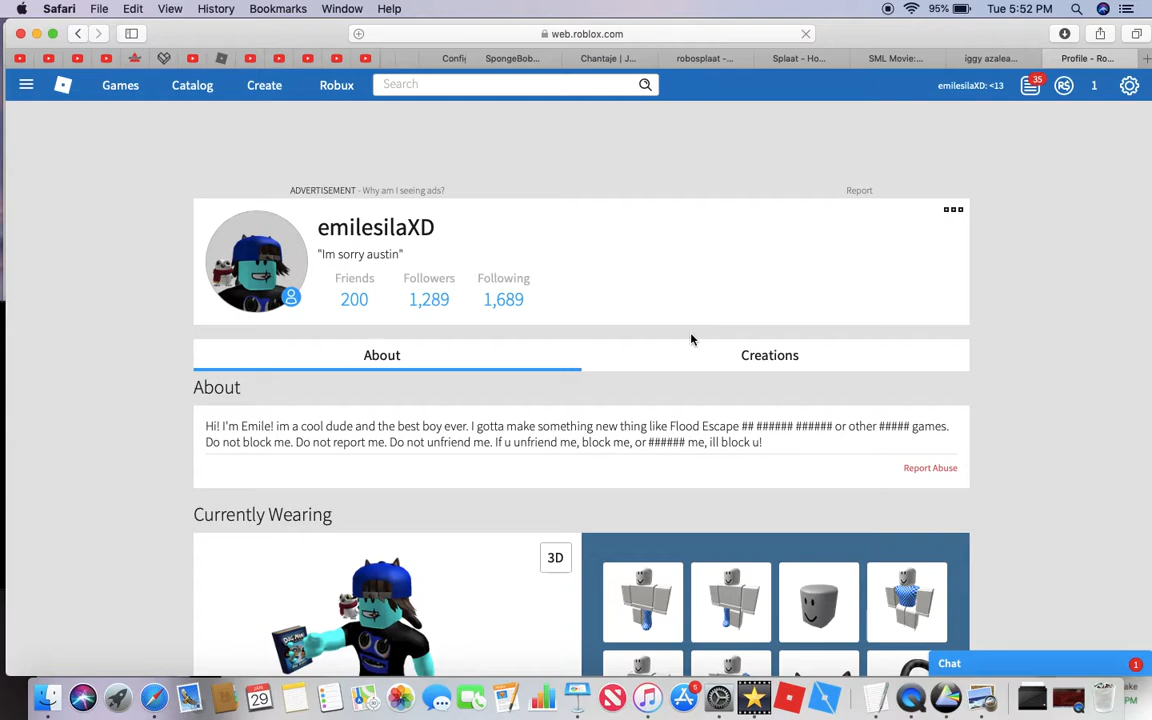 Safari File Edit View History Bookmarks Window Help 95% Tue 5:52 PM
web.roblox.com
Config SpongeBob... Chantaje | J... robosplaat -... Splaat - Ho... SML Movie:... iggy azalea... Profile - Ro...
Games Catalog Create Robux Search emilesilaXD: <13 35 R$ 1
ADVERTISEMENT - Why am I seeing ads? Report
emilesilaXD
"Im sorry austin"
Friends Followers Following
200 1,289 1,689
About Creations
About
Hi! I'm Emile! im a cool dude and the best boy ever. I gotta make something new thing like Flood Escape ## ###### ###### or other ##### games.
Do not block me. Do not report me. Do not unfriend me. If u unfriend me, block me, or ###### me, ill block u!
Report Abuse
Currently Wearing
3D
Chat 1
JAN
29
5